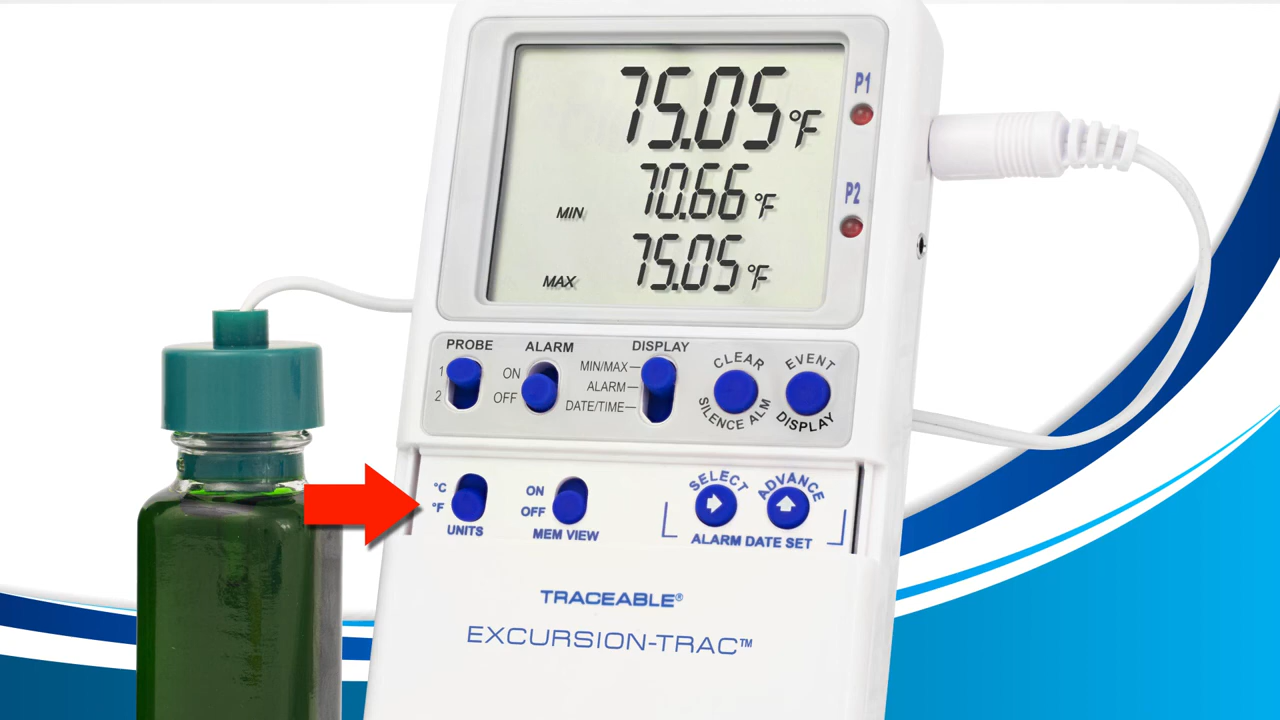 75.05 °F
P1
MIN 70.66 °F
P2
MAX 75.05 °F
PROBE
1
2
ALARM
ON
OFF
DISPLAY
MIN/MAX
ALARM
DATE/TIME
CLEAR
SILENCE ALM
EVENT
DISPLAY
°C
°F
UNITS
ON
OFF
MEM VIEW
SELECT
ADVANCE
ALARM DATE SET
TRACEABLE®
EXCURSION-TRAC™